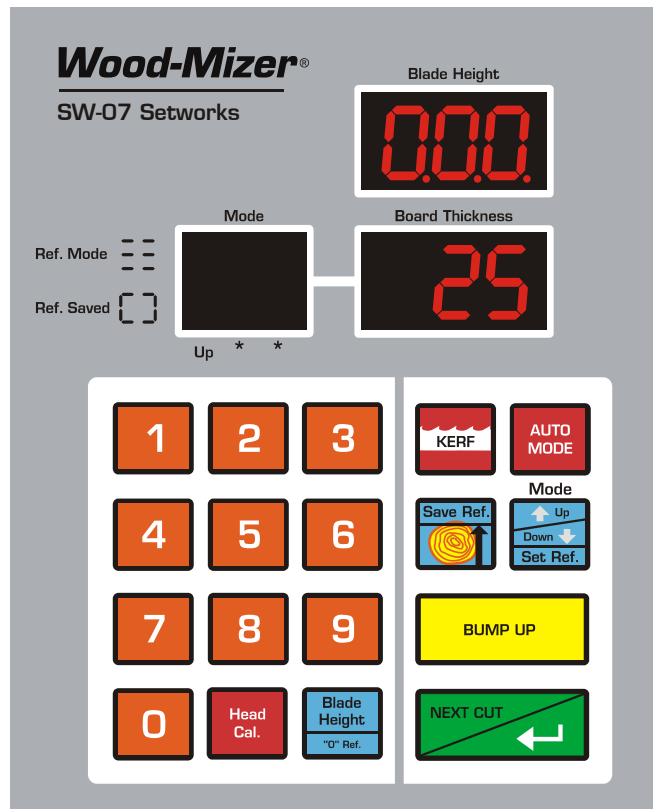 Wood-Mizer®
SW-07 Setworks
Blade Height
0.0.0.
Mode
Board Thickness
Ref. Mode
25
Ref. Saved
Up * *
1 2 3
KERF
AUTO
MODE
Mode
4 5 6
Save Ref.
Up
Down
Set Ref.
7 8 9
BUMP UP
0
Head
Cal.
Blade
Height
"0" Ref.
NEXT CUT